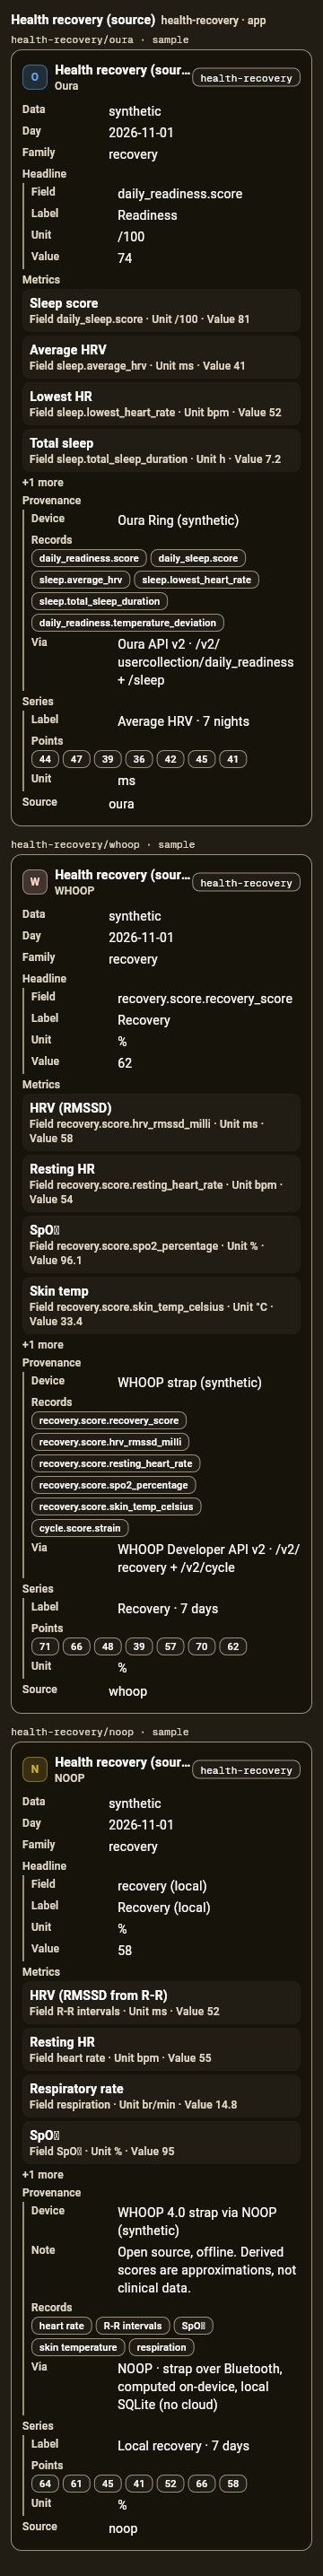 Health recovery (source) health-recovery · app
health-recovery/oura · sample
O
Health recovery (sour…
health-recovery
Oura
Data synthetic
Day 2026-11-01
Family recovery
Headline
Field daily_readiness.score
Label Readiness
Unit /100
Value 74
Metrics
Sleep score
Field daily_sleep.score · Unit /100 · Value 81
Average HRV
Field sleep.average_hrv · Unit ms · Value 41
Lowest HR
Field sleep.lowest_heart_rate · Unit bpm · Value 52
Total sleep
Field sleep.total_sleep_duration · Unit h · Value 7.2
+1 more
Provenance
Device Oura Ring (synthetic)
Records
daily_readiness.score daily_sleep.score
sleep.average_hrv sleep.lowest_heart_rate
sleep.total_sleep_duration
daily_readiness.temperature_deviation
Via Oura API v2 · /v2/
usercollection/daily_readiness
+ /sleep
Series
Label Average HRV · 7 nights
Points
44 47 39 36 42 45 41
Unit ms
Source oura
health-recovery/whoop · sample
W
Health recovery (sour…
health-recovery
WHOOP
Data synthetic
Day 2026-11-01
Family recovery
Headline
Field recovery.score.recovery_score
Label Recovery
Unit %
Value 62
Metrics
HRV (RMSSD)
Field recovery.score.hrv_rmssd_milli · Unit ms ·
Value 58
Resting HR
Field recovery.score.resting_heart_rate · Unit bpm ·
Value 54
SpO
Field recovery.score.spo2_percentage · Unit % ·
Value 96.1
Skin temp
Field recovery.score.skin_temp_celsius · Unit °C ·
Value 33.4
+1 more
Provenance
Device WHOOP strap (synthetic)
Records
recovery.score.recovery_score
recovery.score.hrv_rmssd_milli
recovery.score.resting_heart_rate
recovery.score.spo2_percentage
recovery.score.skin_temp_celsius
cycle.score.strain
Via WHOOP Developer API v2 · /v2/
recovery + /v2/cycle
Series
Label Recovery · 7 days
Points
71 66 48 39 57 70 62
Unit %
Source whoop
health-recovery/noop · sample
N
Health recovery (sour…
health-recovery
NOOP
Data synthetic
Day 2026-11-01
Family recovery
Headline
Field recovery (local)
Label Recovery (local)
Unit %
Value 58
Metrics
HRV (RMSSD from R-R)
Field R-R intervals · Unit ms · Value 52
Resting HR
Field heart rate · Unit bpm · Value 55
Respiratory rate
Field respiration · Unit br/min · Value 14.8
SpO
Field SpO · Unit % · Value 95
+1 more
Provenance
Device WHOOP 4.0 strap via NOOP
(synthetic)
Note Open source, offline. Derived
scores are approximations, not
clinical data.
Records
heart rate R-R intervals SpO
skin temperature respiration
Via NOOP · strap over Bluetooth,
computed on-device, local
SQLite (no cloud)
Series
Label Local recovery · 7 days
Points
64 61 45 41 52 66 58
Unit %
Source noop